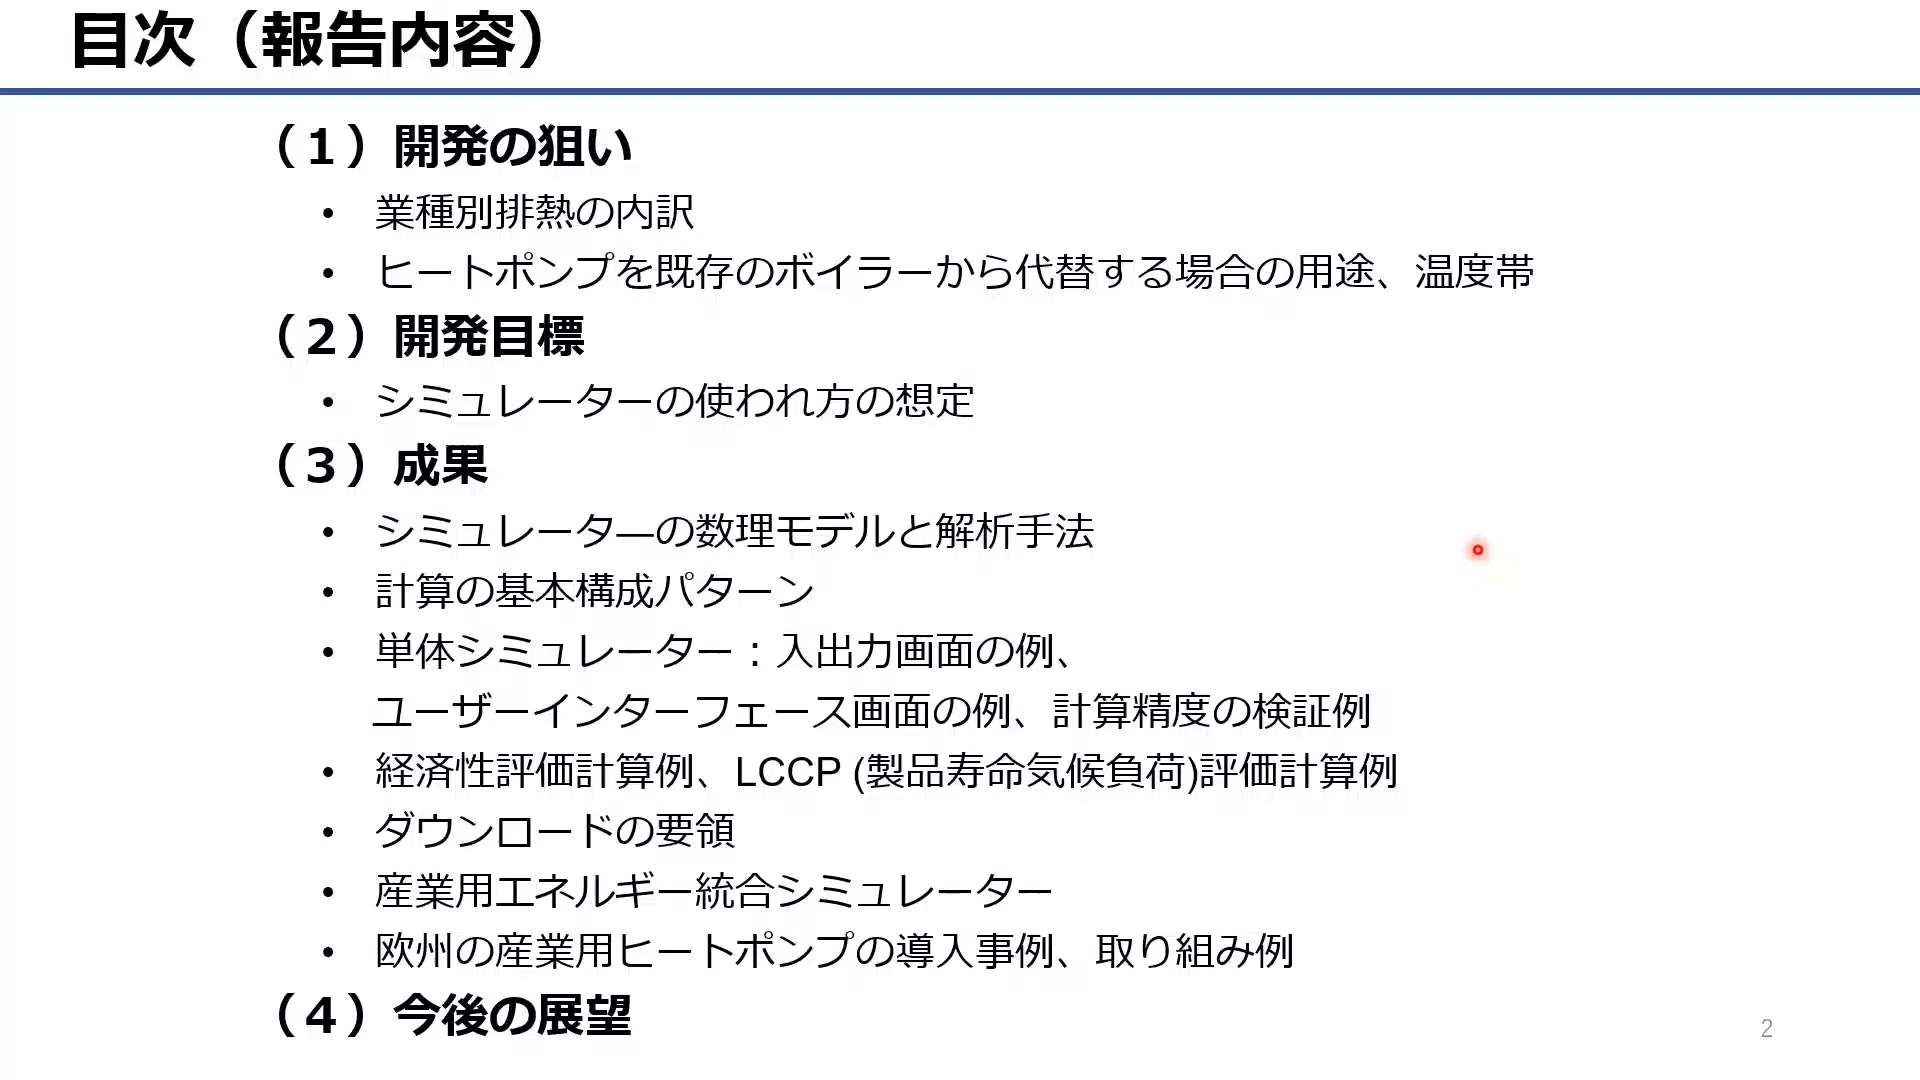 目次（報告内容）
（１）開発の狙い
• 業種別排熱の内訳
• ヒートポンプを既存のボイラーから代替する場合の用途、温度帯
（２）開発目標
• シミュレーターの使われ方の想定
（３）成果
• シミュレータ―の数理モデルと解析手法
• 計算の基本構成パターン
• 単体シミュレーター：入出力画面の例、
ユーザーインターフェース画面の例、計算精度の検証例
• 経済性評価計算例、LCCP (製品寿命気候負荷)評価計算例
• ダウンロードの要領
• 産業用エネルギー統合シミュレーター
• 欧州の産業用ヒートポンプの導入事例、取り組み例
（４）今後の展望
2